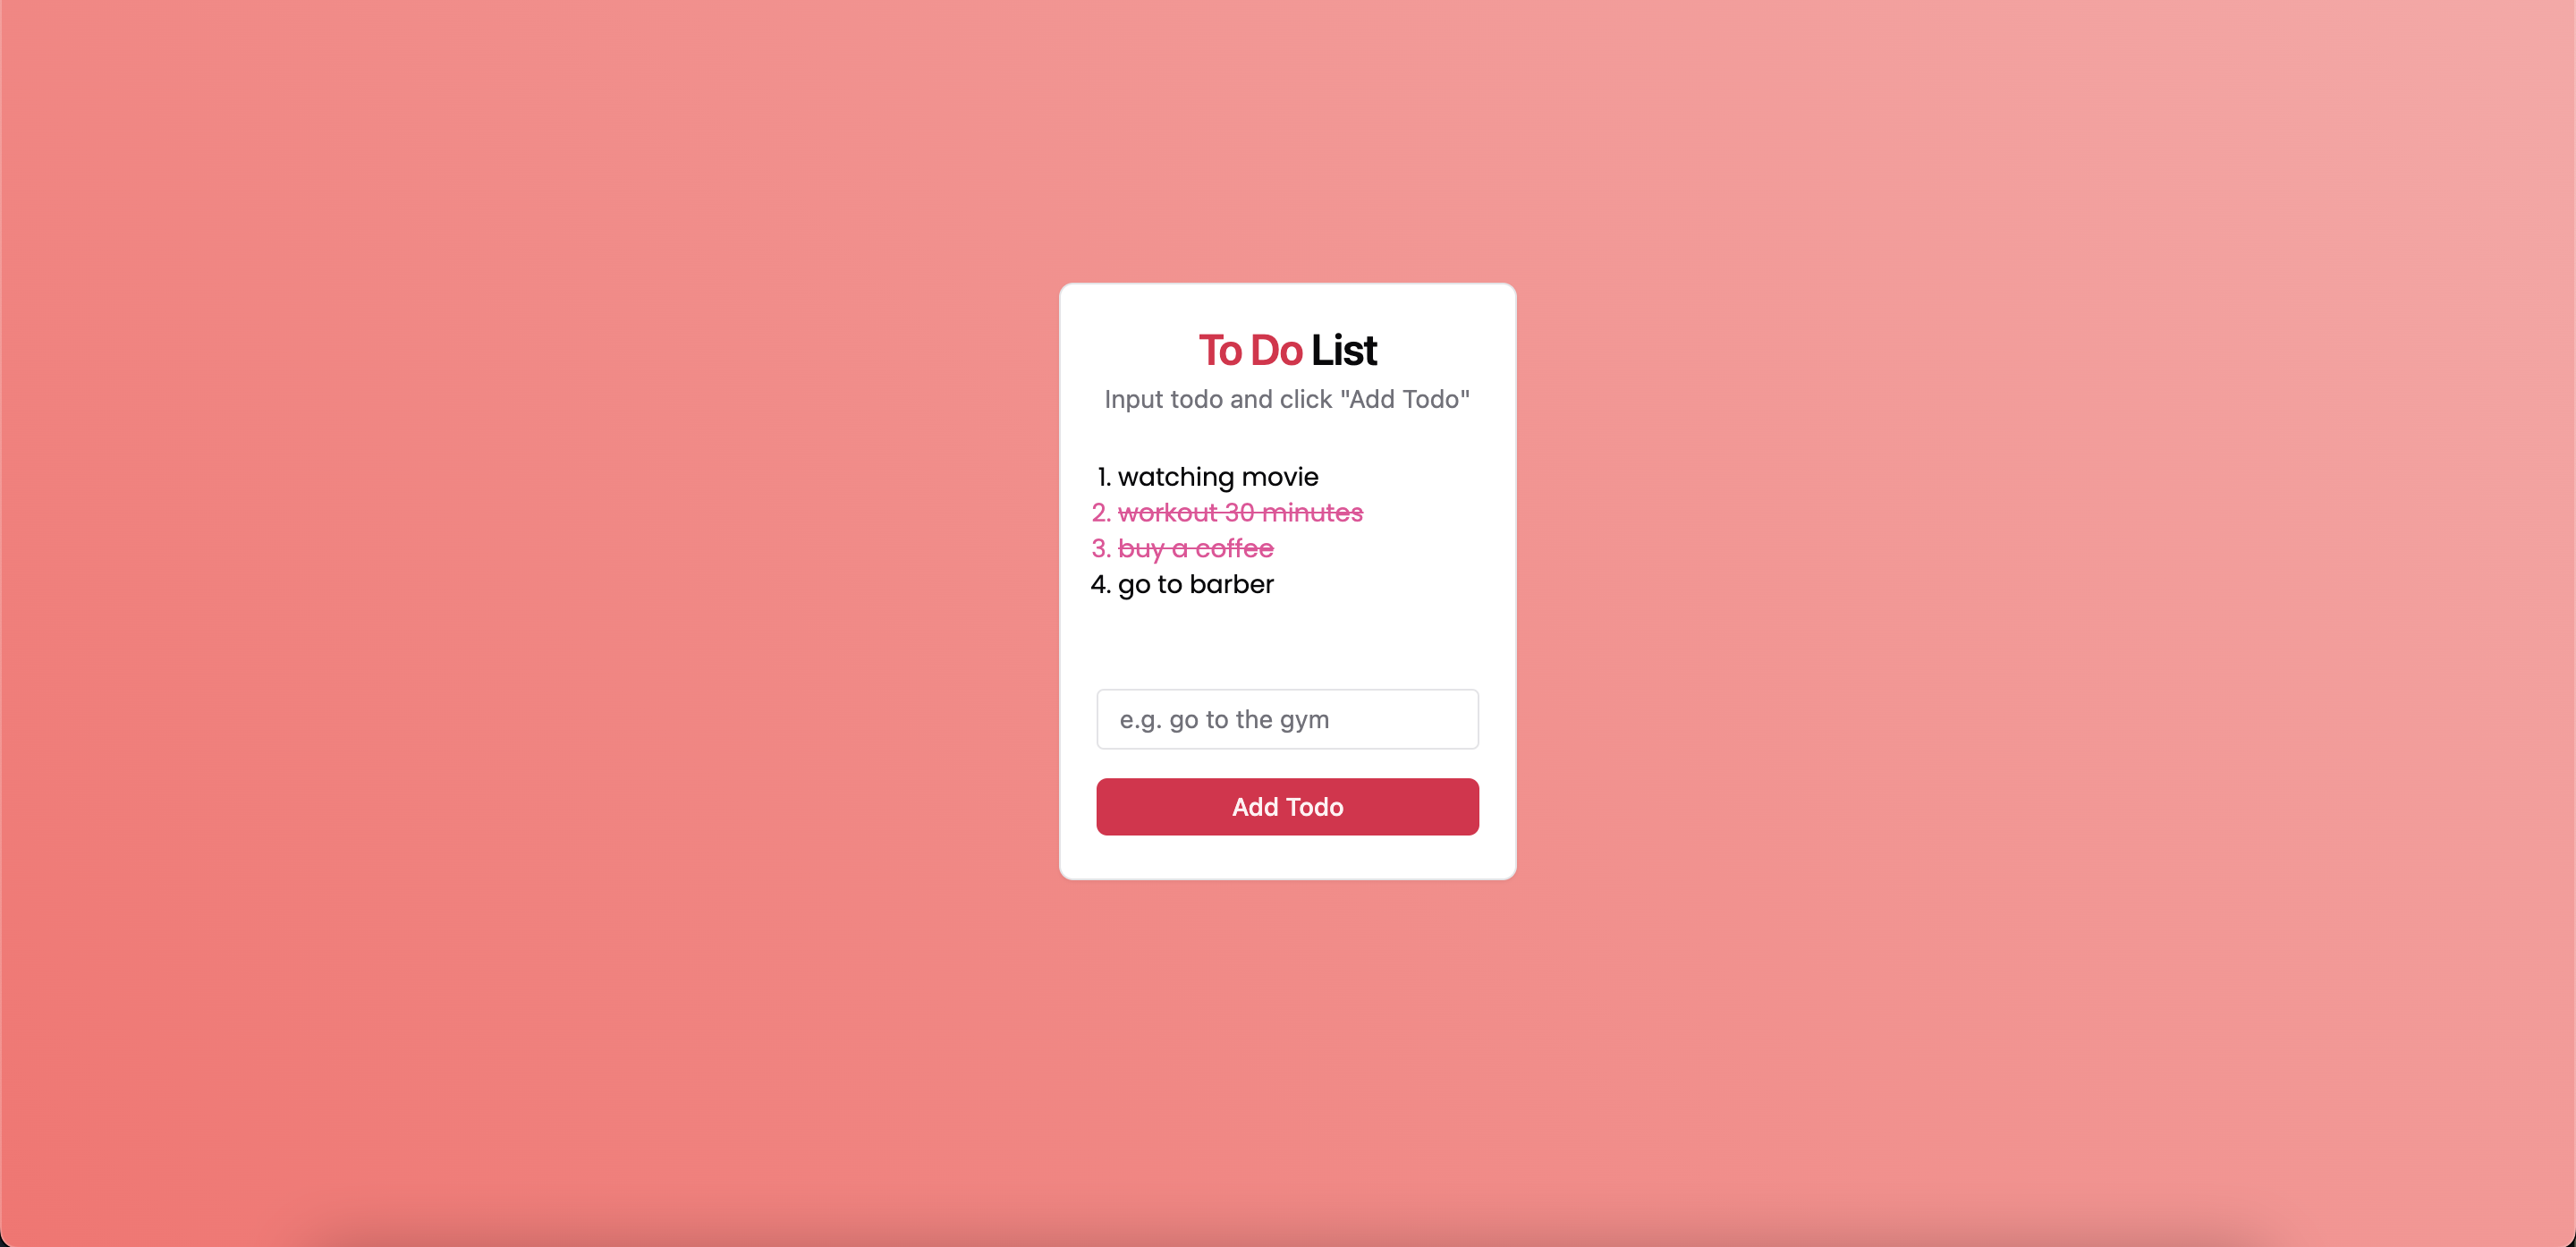 To Do List
Input todo and click "Add Todo"
1. watching movie
2. workout 30 minutes
3. buy a coffee
4. go to barber
e.g. go to the gym
Add Todo